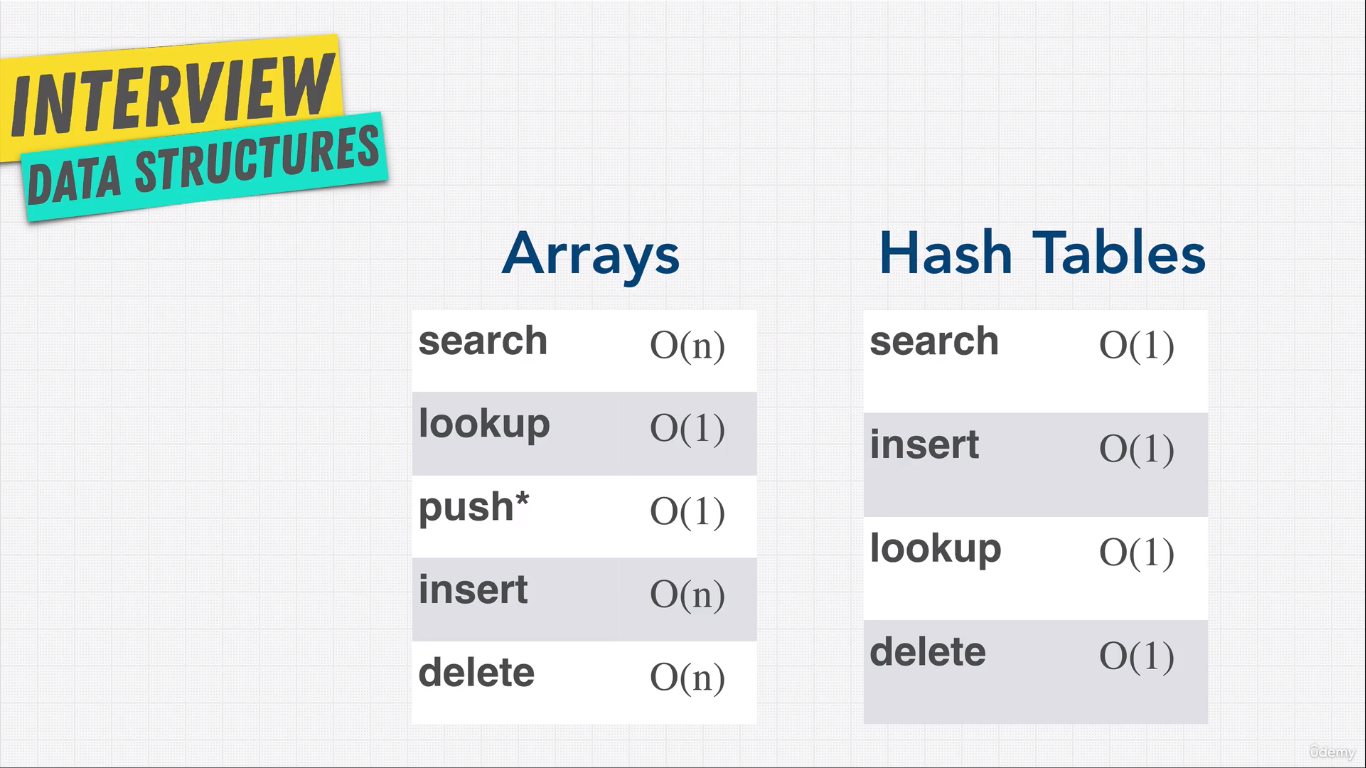 INTERVIEW
DATA STRUCTURES
Arrays
search O(n)
lookup O(1)
push* O(1)
insert O(n)
delete O(n)
Hash Tables
search O(1)
insert O(1)
lookup O(1)
delete O(1)
ûdemy